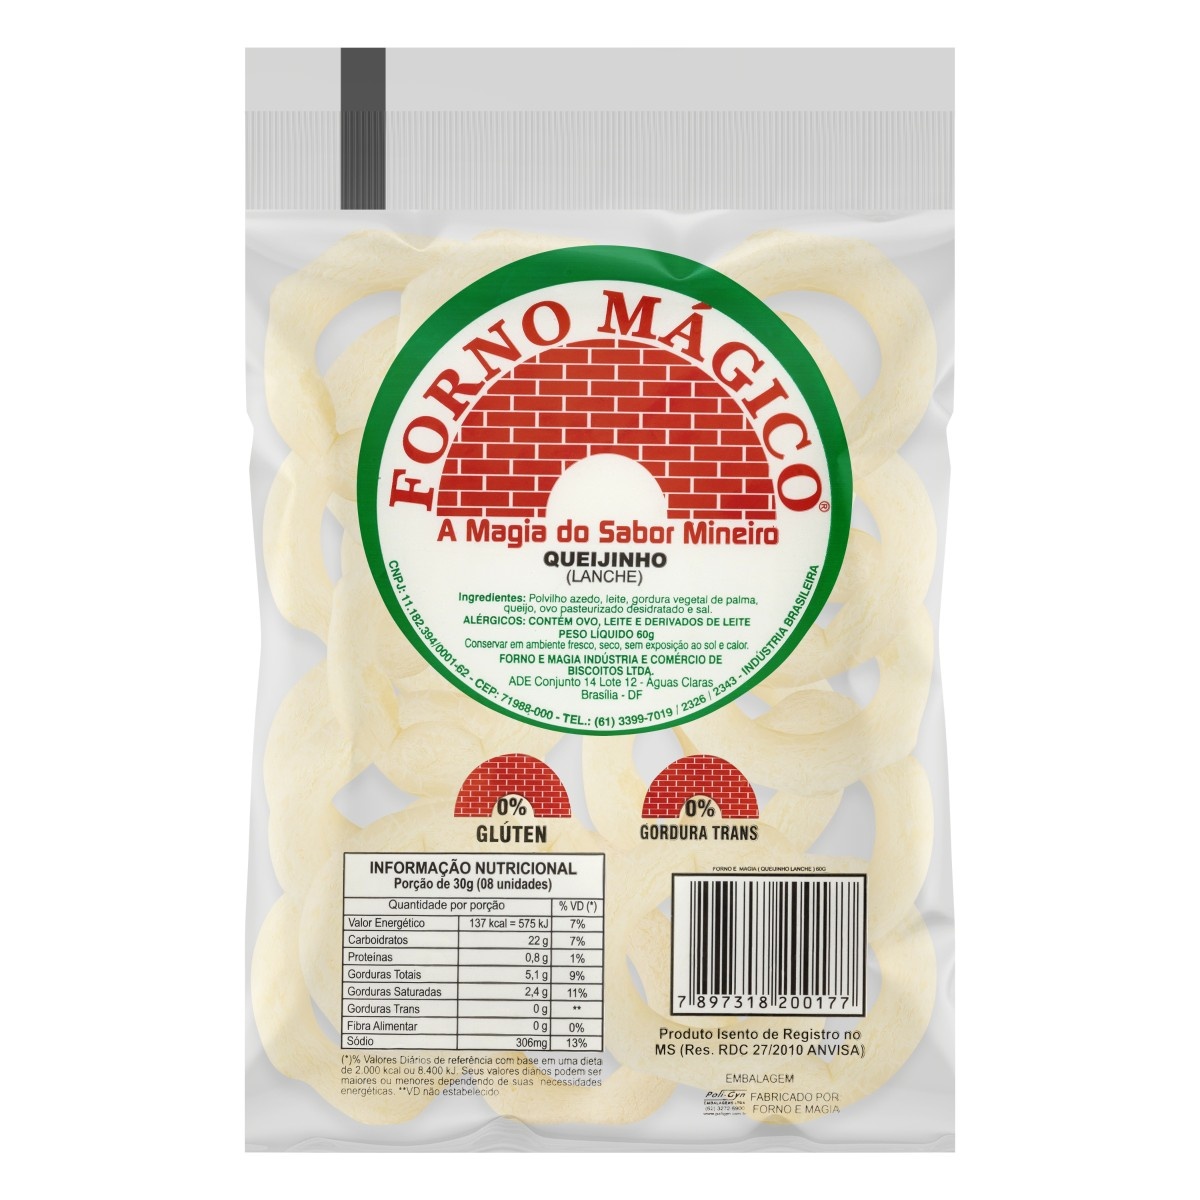 FORNO MÁGICO®
A Magia do Sabor Mineiro
QUEIJINHO
(LANCHE)
Ingredientes: Polvilho azedo, leite, gordura vegetal de palma,
queijo, ovo pasteurizado desidratado e sal.
ALÉRGICOS: CONTÉM OVO, LEITE E DERIVADOS DE LEITE
PESO LÍQUIDO 60g
Conservar em ambiente fresco, seco, sem exposição ao sol e calor.
FORNO E MAGIA INDÚSTRIA E COMÉRCIO DE
BISCOITOS LTDA.
ADE Conjunto 14 Lote 12 - Águas Claras
Brasília - DF
CNPJ: 11.182.394/0001-62 - CEP: 71988-000 - TEL.: (61) 3399-7019 / 2326 / 2343 - INDÚSTRIA BRASILEIRA
0%
GLÚTEN
0%
GORDURA TRANS
INFORMAÇÃO NUTRICIONAL
Porção de 30g (08 unidades)
Quantidade por porção % VD (*)
Valor Energético 137 kcal = 575 kJ 7%
Carboidratos 22 g 7%
Proteínas 0,8 g 1%
Gorduras Totais 5,1 g 9%
Gorduras Saturadas 2,4 g 11%
Gorduras Trans 0 g **
Fibra Alimentar 0 g 0%
Sódio 306mg 13%
(*)% Valores Diários de referência com base em uma dieta
de 2.000 kcal ou 8.400 kJ. Seus valores diários podem ser
maiores ou menores dependendo de suas necessidades
energéticas. **VD não estabelecido.
FORNO E MAGIA ( QUEIJINHO LANCHE ) 60G
7 897318 200177
Produto Isento de Registro no
MS (Res. RDC 27/2010 ANVISA)
EMBALAGEM
Poli-Gyn
EMBALAGENS LTDA
(62) 3272 6900
FABRICADO POR:
FORNO E MAGIA